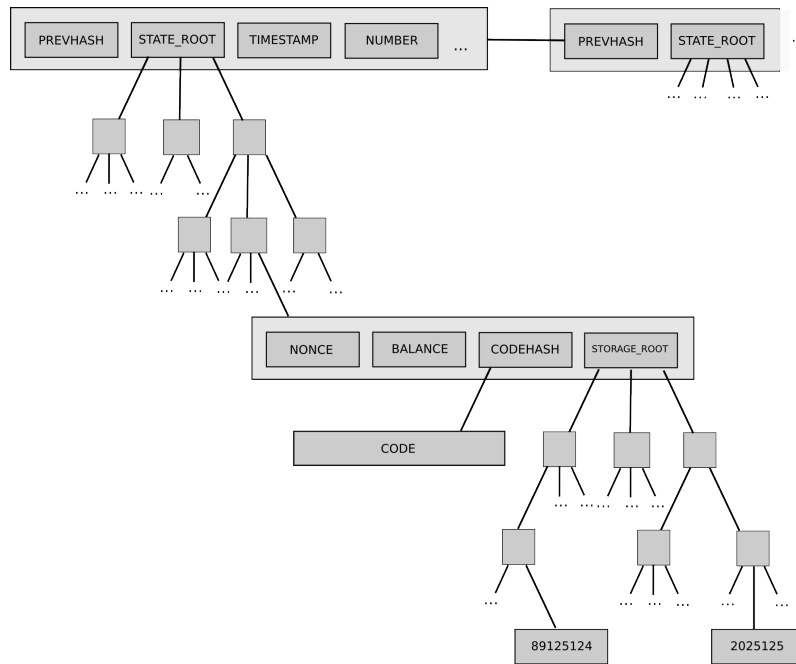 PREVHASH STATE_ROOT TIMESTAMP NUMBER ... PREVHASH STATE_ROOT
... ... ... ...
... ... ... ... ...
... ... ... ... ... ... ...
NONCE BALANCE CODEHASH STORAGE_ROOT
CODE
... ... ... ... ...
... ... ... ... ... ...
89125124 2025125